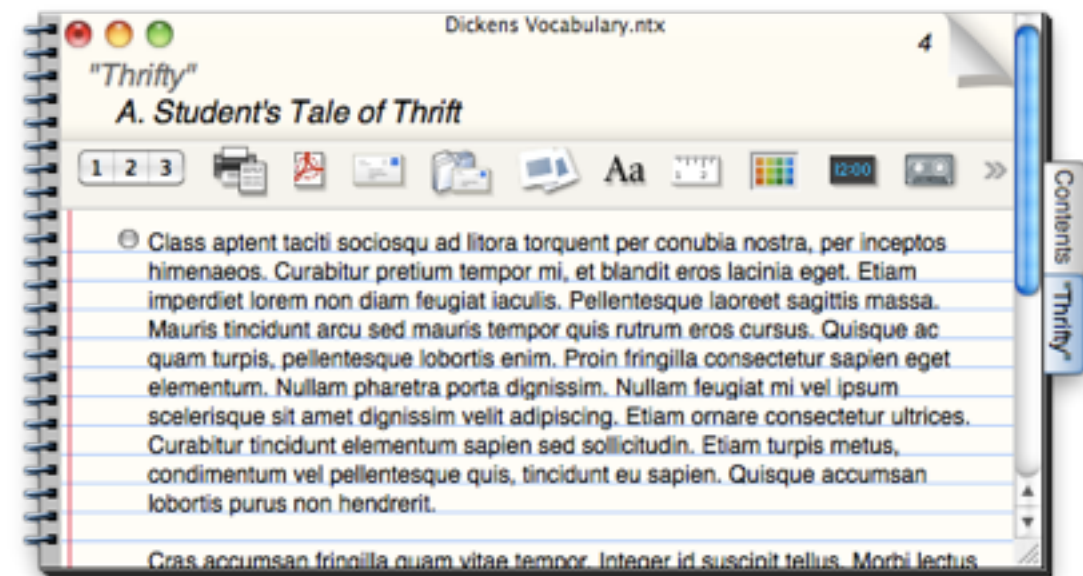 Dickens Vocabulary.ntx
4
"Thrifty"
A. Student's Tale of Thrift
1 2 3
Aa
1 2
12:00
Contents
"Thrifty"
Class aptent taciti sociosqu ad litora torquent per conubia nostra, per inceptos
himenaeos. Curabitur pretium tempor mi, et blandit eros lacinia eget. Etiam
imperdiet lorem non diam feugiat iaculis. Pellentesque laoreet sagittis massa.
Mauris tincidunt arcu sed mauris tempor quis rutrum eros cursus. Quisque ac
quam turpis, pellentesque lobortis enim. Proin fringilla consectetur sapien eget
elementum. Nullam pharetra porta dignissim. Nullam feugiat mi vel ipsum
scelerisque sit amet dignissim velit adipiscing. Etiam ornare consectetur ultrices.
Curabitur tincidunt elementum sapien sed sollicitudin. Etiam turpis metus,
condimentum vel pellentesque quis, tincidunt eu sapien. Quisque accumsan
lobortis purus non hendrerit.
Cras accumsan fringilla quam vitae tempor. Integer id suscipit tellus. Morbi lectus